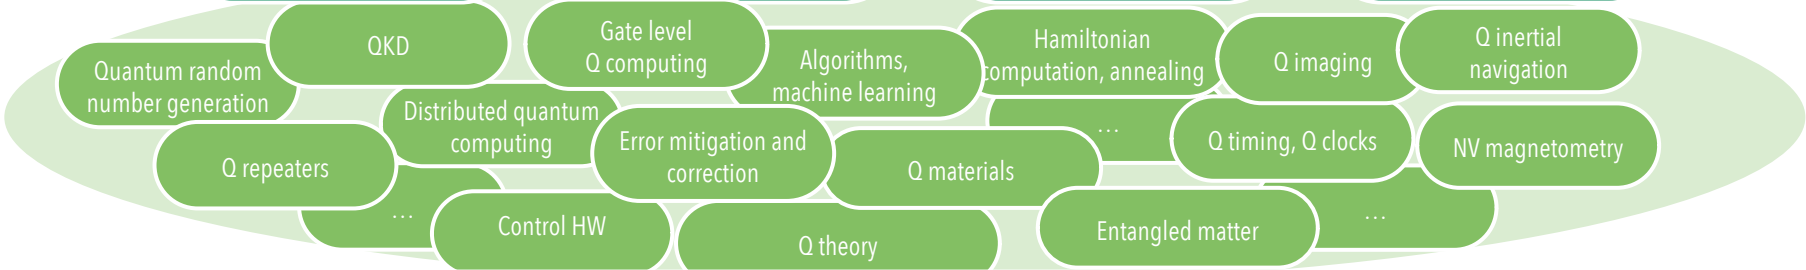 QKD
Gate level
Q computing
Hamiltonian
computation, annealing
Q inertial
navigation
Quantum random
number generation
Algorithms,
machine learning
Q imaging
Distributed quantum
computing
Error mitigation and
correction
...
Q timing, Q clocks
NV magnetometry
Q repeaters
Q materials
...
Control HW
Q theory
Entangled matter
...